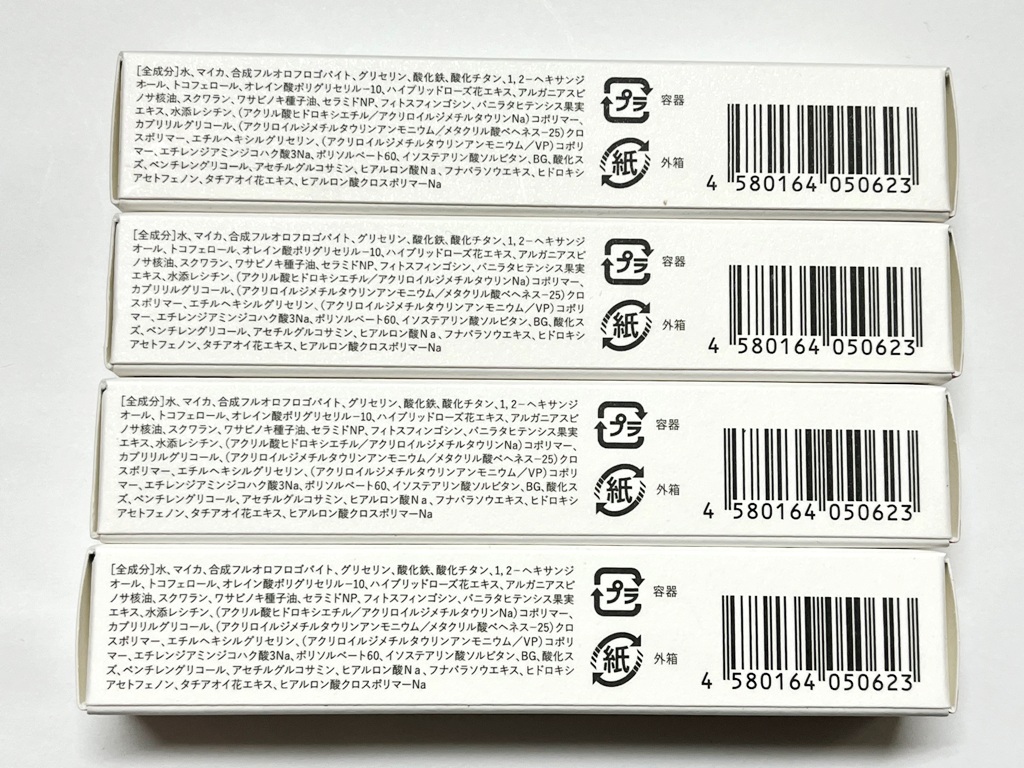 [全成分]水、マイカ、合成フルオロフロゴパイト、グリセリン、酸化鉄、酸化チタン、1,2-ヘキサンジ
オール、トコフェロール、オレイン酸ポリグリセリル-10、ハイブリッドローズ花エキス、アルガニアスピ
ノサ核油、スクワラン、ワサビノキ種子油、セラミドNP、フィトスフィンゴシン、バニラタヒテンシス果実
エキス、水添レシチン、(アクリル酸ヒドロキシエチル/アクリロイルジメチルタウリンNa)コポリマー、
カプリリルグリコール、(アクリロイルジメチルタウリンアンモニウム/メタクリル酸ベヘネス-25)クロ
スポリマー、エチルヘキシルグリセリン、(アクリロイルジメチルタウリンアンモニウム/VP)コポリ
マー、エチレンジアミンジコハク酸3Na、ポリソルベート60、イソステアリン酸ソルビタン、BG、酸化ス
ズ、ペンチレングリコール、アセチルグルコサミン、ヒアルロン酸Na、フナバラソウエキス、ヒドロキシ
アセトフェノン、タチアオイ花エキス、ヒアルロン酸クロスポリマーNa
プラ 容器
紙 外箱
4 580164 050623
[全成分]水、マイカ、合成フルオロフロゴパイト、グリセリン、酸化鉄、酸化チタン、1,2-ヘキサンジ
オール、トコフェロール、オレイン酸ポリグリセリル-10、ハイブリッドローズ花エキス、アルガニアスピ
ノサ核油、スクワラン、ワサビノキ種子油、セラミドNP、フィトスフィンゴシン、バニラタヒテンシス果実
エキス、水添レシチン、(アクリル酸ヒドロキシエチル/アクリロイルジメチルタウリンNa)コポリマー、
カプリリルグリコール、(アクリロイルジメチルタウリンアンモニウム/メタクリル酸ベヘネス-25)クロ
スポリマー、エチルヘキシルグリセリン、(アクリロイルジメチルタウリンアンモニウム/VP)コポリ
マー、エチレンジアミンジコハク酸3Na、ポリソルベート60、イソステアリン酸ソルビタン、BG、酸化ス
ズ、ペンチレングリコール、アセチルグルコサミン、ヒアルロン酸Na、フナバラソウエキス、ヒドロキシ
アセトフェノン、タチアオイ花エキス、ヒアルロン酸クロスポリマーNa
プラ 容器
紙 外箱
4 580164 050623
[全成分]水、マイカ、合成フルオロフロゴパイト、グリセリン、酸化鉄、酸化チタン、1,2-ヘキサンジ
オール、トコフェロール、オレイン酸ポリグリセリル-10、ハイブリッドローズ花エキス、アルガニアスピ
ノサ核油、スクワラン、ワサビノキ種子油、セラミドNP、フィトスフィンゴシン、バニラタヒテンシス果実
エキス、水添レシチン、(アクリル酸ヒドロキシエチル/アクリロイルジメチルタウリンNa)コポリマー、
カプリリルグリコール、(アクリロイルジメチルタウリンアンモニウム/メタクリル酸ベヘネス-25)クロ
スポリマー、エチルヘキシルグリセリン、(アクリロイルジメチルタウリンアンモニウム/VP)コポリ
マー、エチレンジアミンジコハク酸3Na、ポリソルベート60、イソステアリン酸ソルビタン、BG、酸化ス
ズ、ペンチレングリコール、アセチルグルコサミン、ヒアルロン酸Na、フナバラソウエキス、ヒドロキシ
アセトフェノン、タチアオイ花エキス、ヒアルロン酸クロスポリマーNa
プラ 容器
紙 外箱
4 580164 050623
[全成分]水、マイカ、合成フルオロフロゴパイト、グリセリン、酸化鉄、酸化チタン、1,2-ヘキサンジ
オール、トコフェロール、オレイン酸ポリグリセリル-10、ハイブリッドローズ花エキス、アルガニアスピ
ノサ核油、スクワラン、ワサビノキ種子油、セラミドNP、フィトスフィンゴシン、バニラタヒテンシス果実
エキス、水添レシチン、(アクリル酸ヒドロキシエチル/アクリロイルジメチルタウリンNa)コポリマー、
カプリリルグリコール、(アクリロイルジメチルタウリンアンモニウム/メタクリル酸ベヘネス-25)クロ
スポリマー、エチルヘキシルグリセリン、(アクリロイルジメチルタウリンアンモニウム/VP)コポリ
マー、エチレンジアミンジコハク酸3Na、ポリソルベート60、イソステアリン酸ソルビタン、BG、酸化ス
ズ、ペンチレングリコール、アセチルグルコサミン、ヒアルロン酸Na、フナバラソウエキス、ヒドロキシ
アセトフェノン、タチアオイ花エキス、ヒアルロン酸クロスポリマーNa
プラ 容器
紙 外箱
4 580164 050623